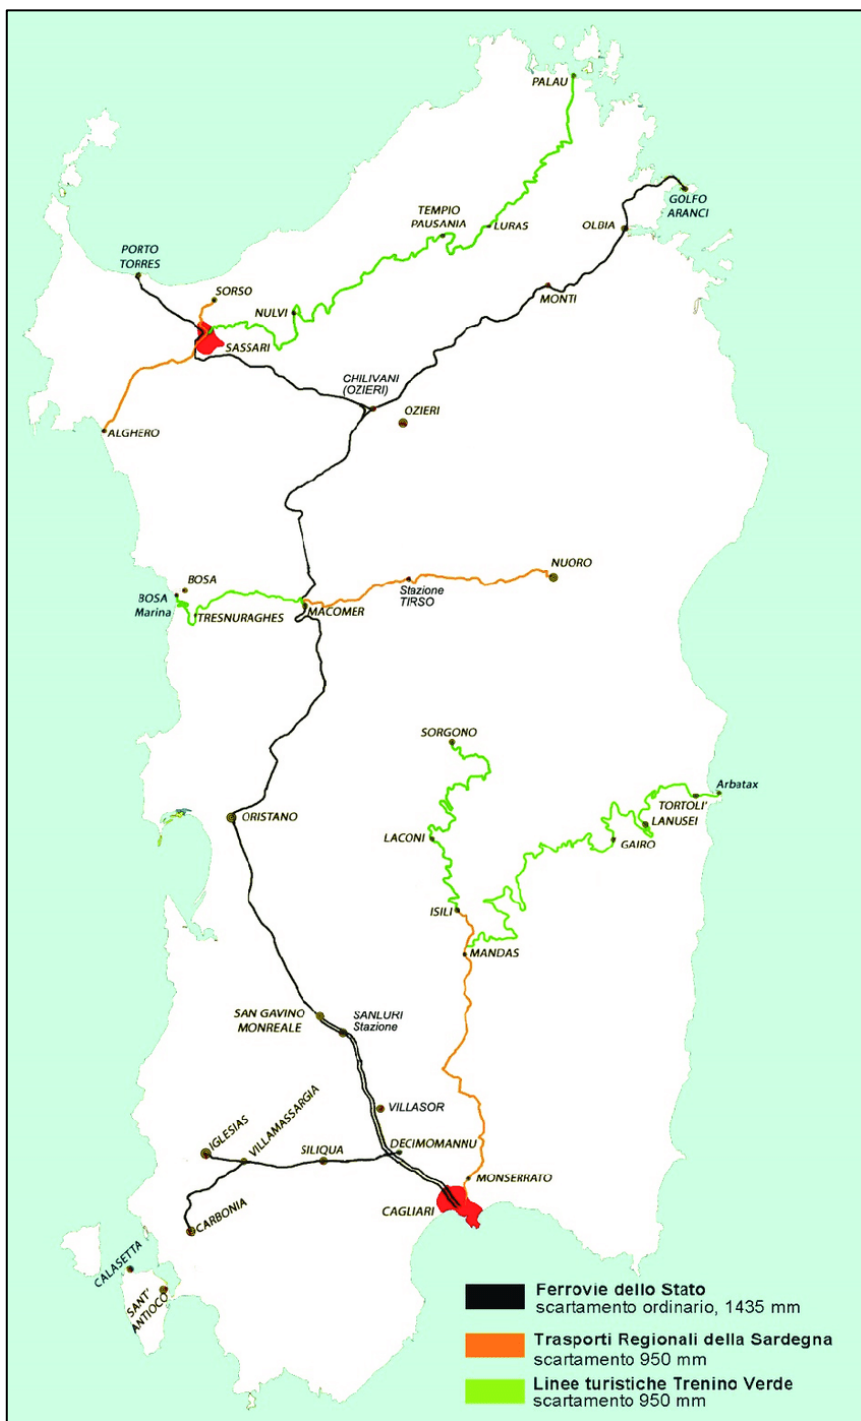 PALAU
GOLFO
ARANCI
TEMPIO
PAUSANIA
LURAS
OLBIA
PORTO
TORRES
SORSO
NULVI
MONTI
SASSARI
CHILIVANI
(OZIERI)
OZIERI
ALGHERO
NUORO
BOSA
BOSA
Marina
Stazione
TIRSO
TRESNURAGHES
MACOMER
SORGONO
Arbatax
TORTOLI'
LANUSEI
ORISTANO
LACONI
GAIRO
ISILI
MANDAS
SAN GAVINO
MONREALE
SANLURI
Stazione
VILLASOR
IGLESIAS
VILLAMASSARGIA
SILIQUA
DECIMOMANNU
MONSERRATO
CAGLIARI
CARBONIA
CALASETTA
SANT'
ANTIOCO
Ferrovie dello Stato
scartamento ordinario, 1435 mm
Trasporti Regionali della Sardegna
scartamento 950 mm
Linee turistiche Trenino Verde
scartamento 950 mm